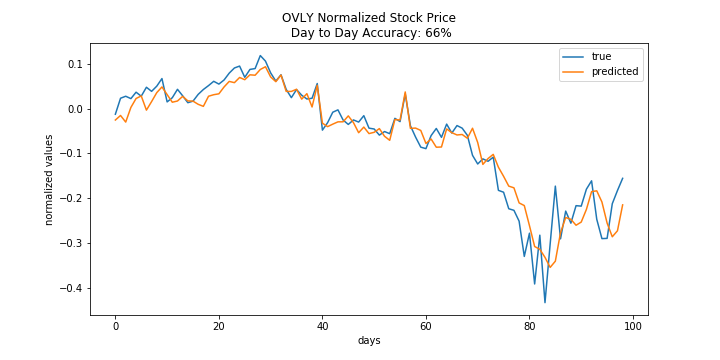 OVLY Normalized Stock Price
Day to Day Accuracy: 66%
true
predicted
normalized values
0.1
0.0
−0.1
−0.2
−0.3
−0.4
0 20 40 60 80 100
days